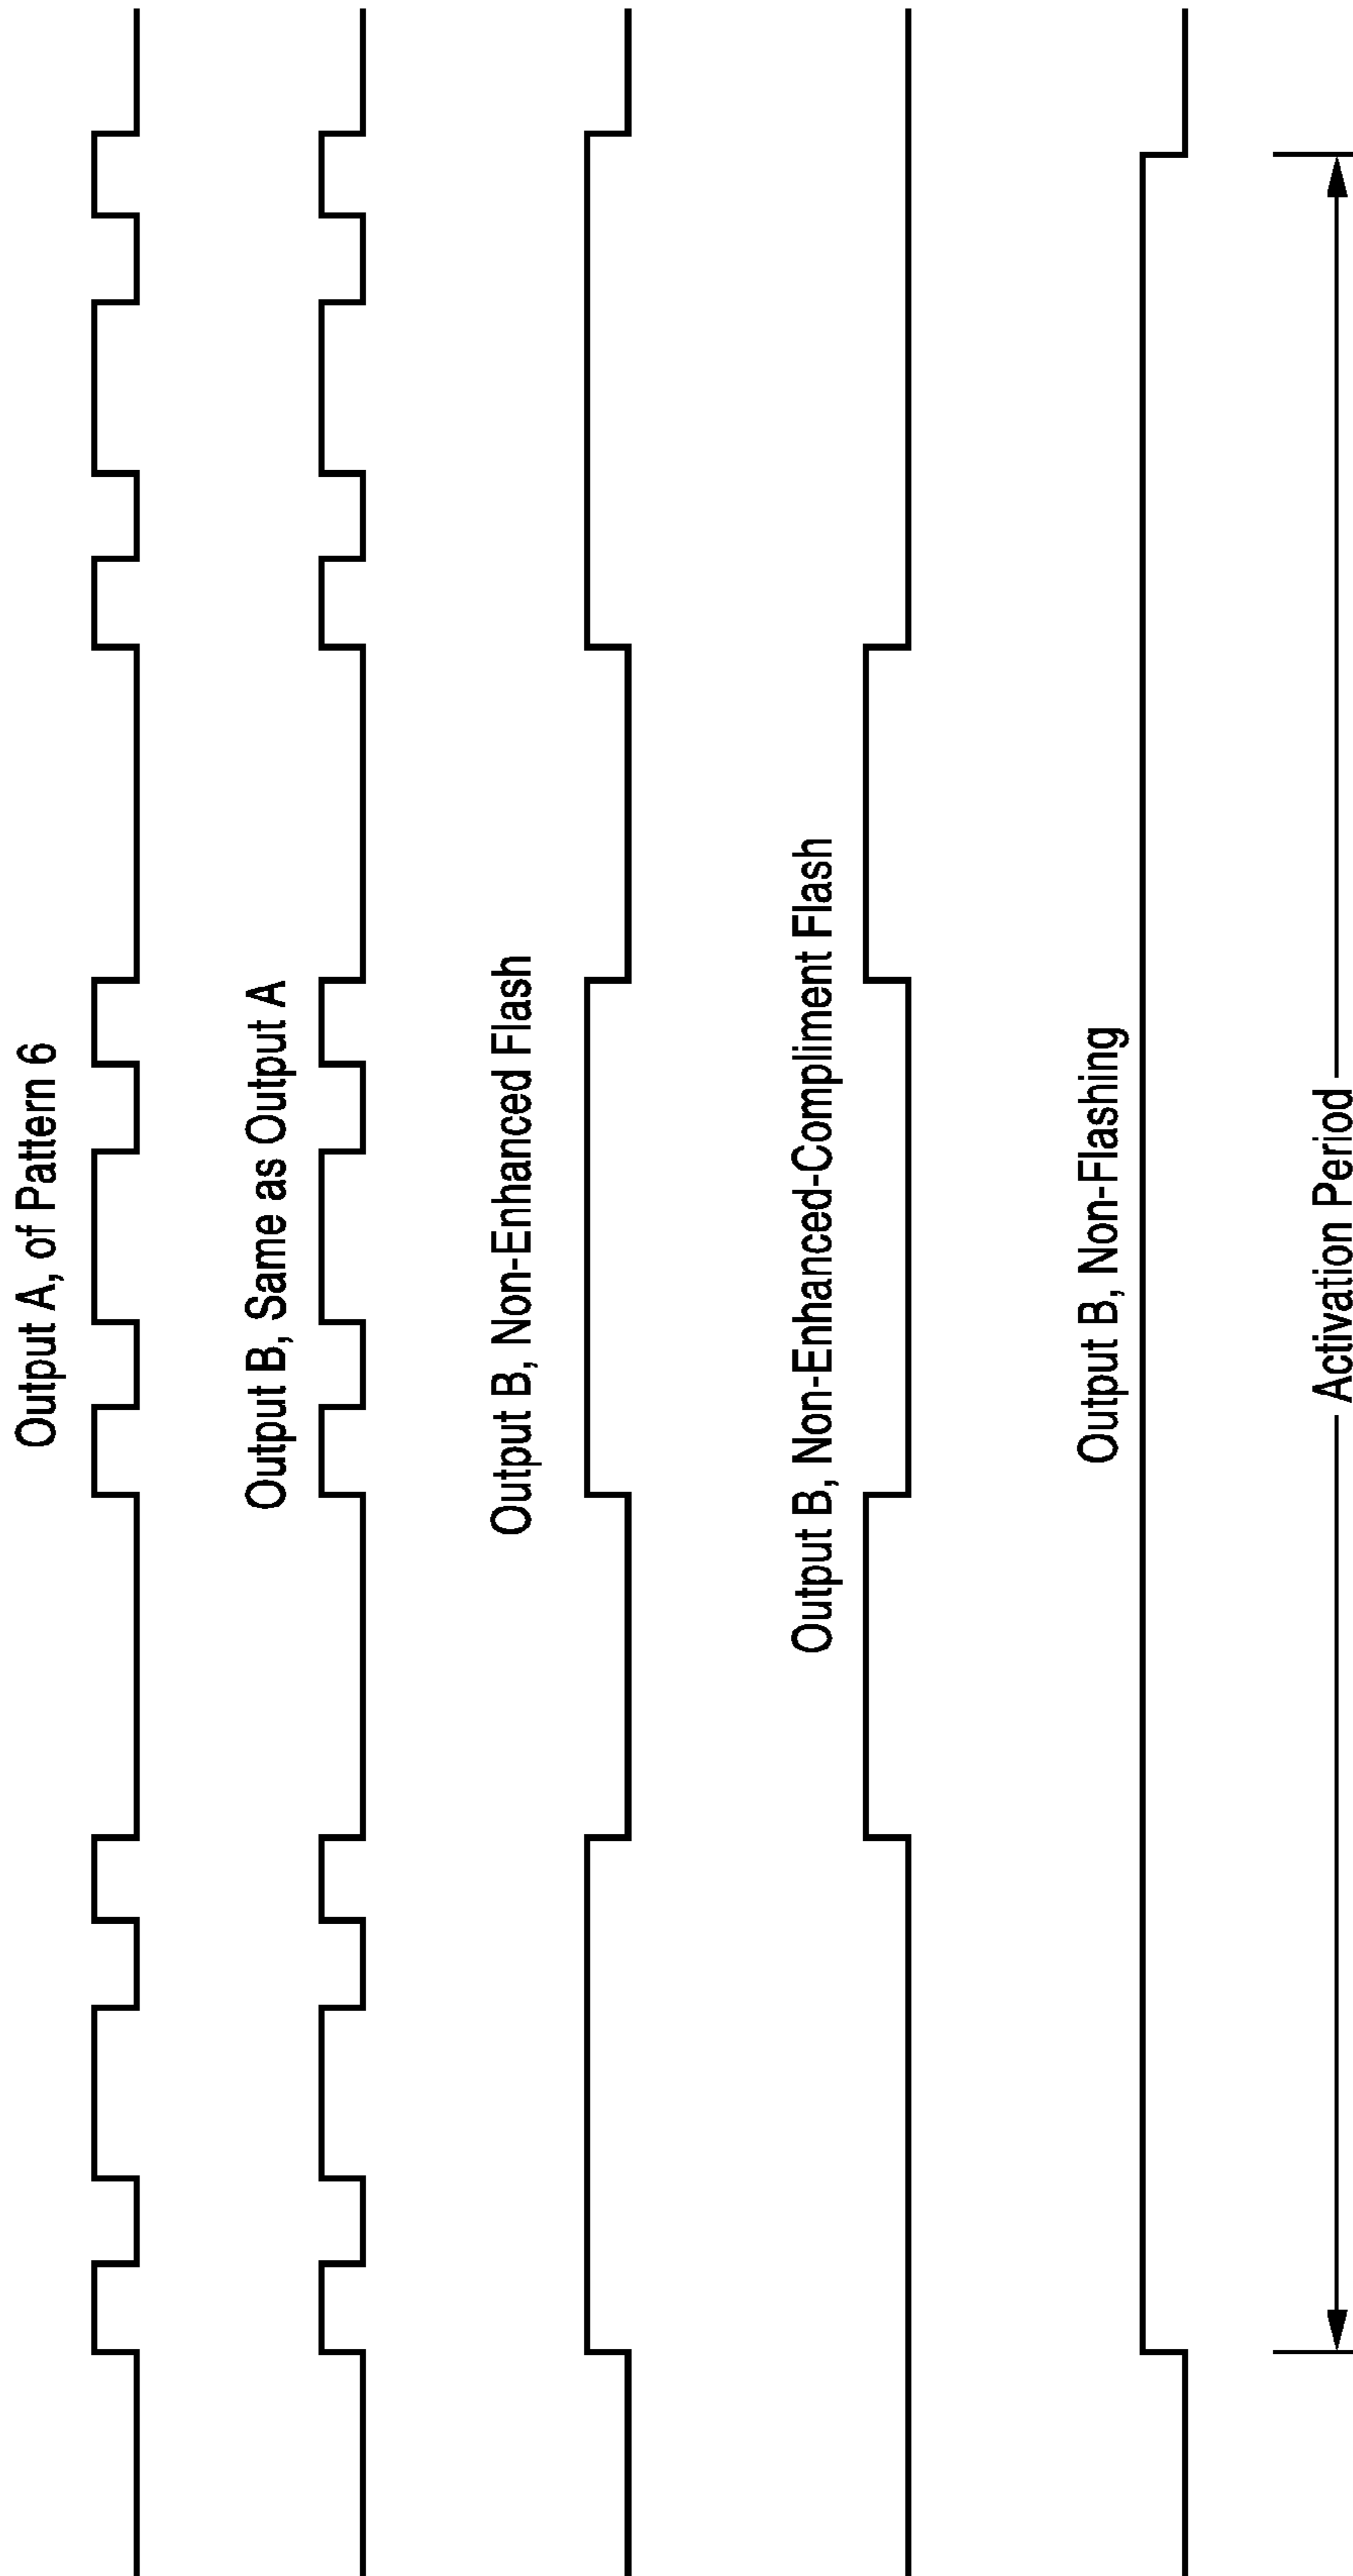 Output A, of Pattern 6
Output B, Same as Output A
Output B, Non-Enhanced Flash
Output B, Non-Enhanced-Compliment Flash
Output B, Non-Flashing
Activation Period